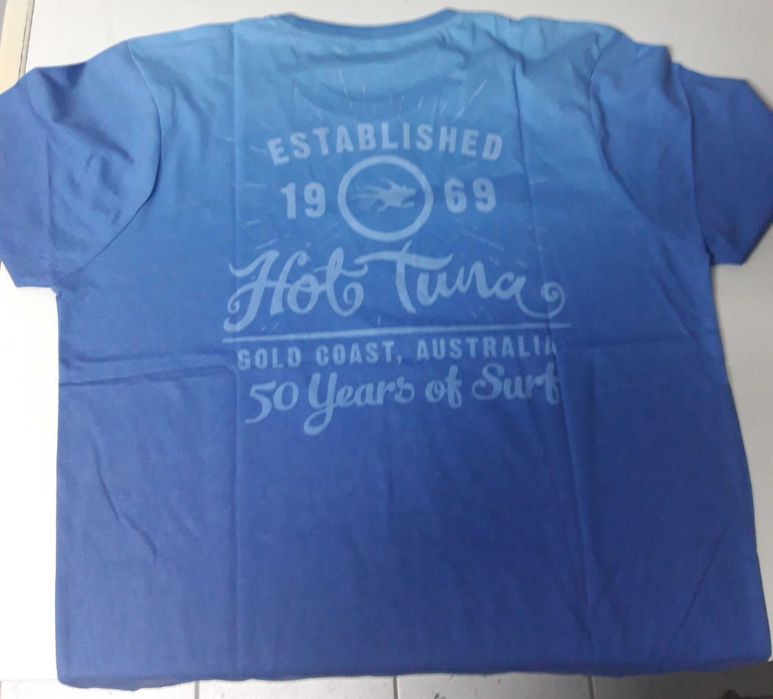 ESTABLISHED
19 69
Hot Tuna
GOLD COAST, AUSTRALIA
50 Years of Surf